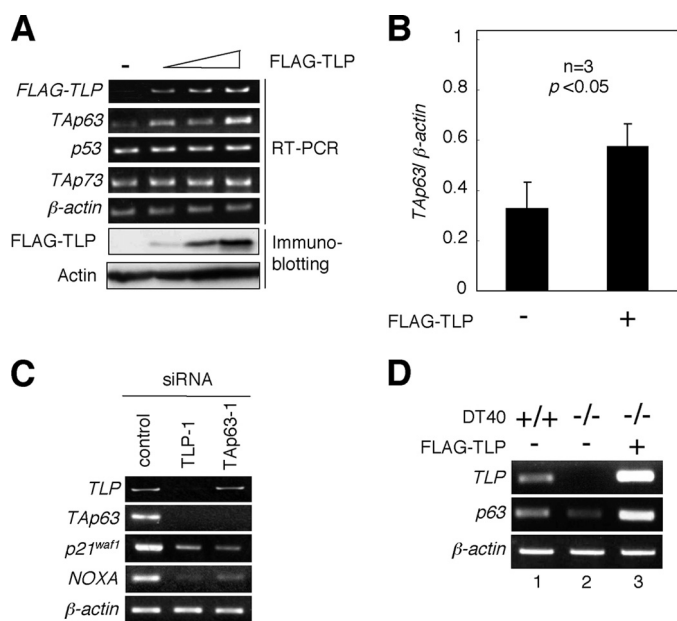 A
- FLAG-TLP
FLAG-TLP
TAp63
p53
TAp73
β-actin
RT-PCR
FLAG-TLP
Actin
Immuno-
blotting
B
1
0.8
0.6
0.4
0.2
0
TAp63/ β-actin
n=3
p<0.05
FLAG-TLP - +
C
siRNA
control TLP-1 TAp63-1
TLP
TAp63
p21waf1
NOXA
β-actin
D
DT40 +/+ -/- -/-
FLAG-TLP - - +
TLP
p63
β-actin
1 2 3